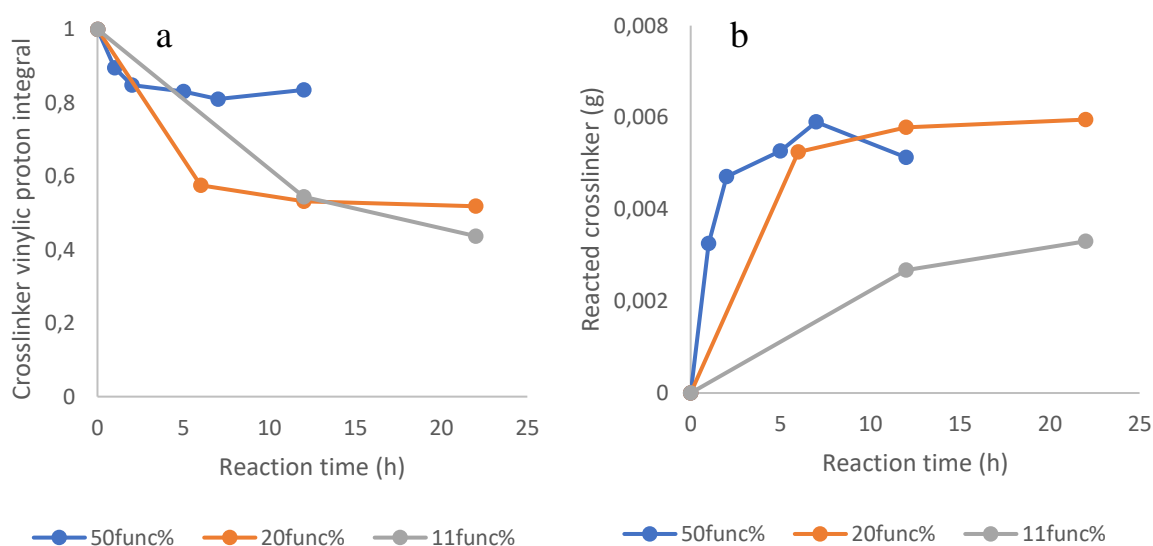 a
Crosslinker vinylic proton integral
1
0,8
0,6
0,4
0,2
0
0 5 10 15 20 25
Reaction time (h)
50func% 20func% 11func%
b
Reacted crosslinker (g)
0,008
0,006
0,004
0,002
0
0 5 10 15 20 25
Reaction time (h)
50func% 20func% 11func%